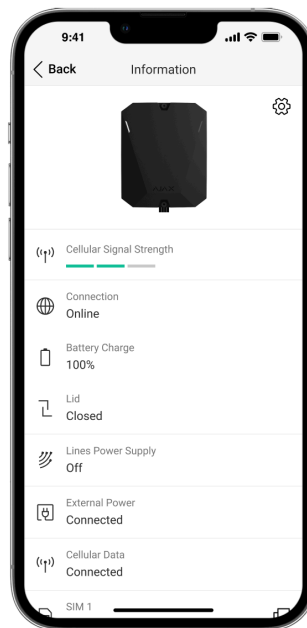 9:41
Back
Information
AJAX
Cellular Signal Strength
Connection
Online
Battery Charge
100%
Lid
Closed
Lines Power Supply
Off
External Power
Connected
Cellular Data
Connected
SIM 1